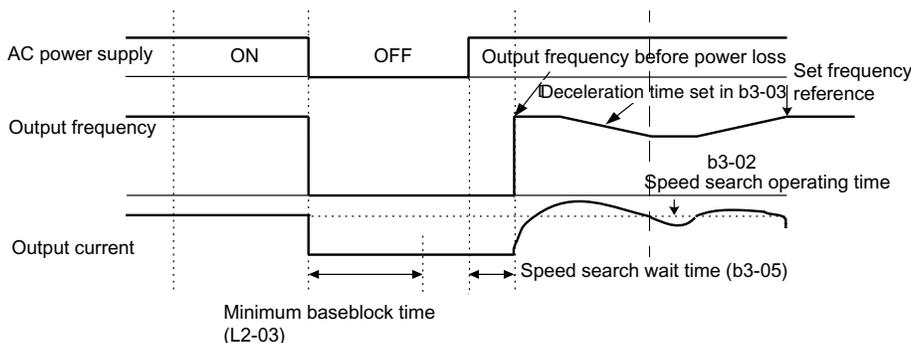 AC power supply
ON
OFF
Output frequency before power loss
Set frequency
reference
Deceleration time set in b3-03
Output frequency
b3-02
Speed search operating time
Output current
Speed search wait time (b3-05)
Minimum baseblock time
(L2-03)